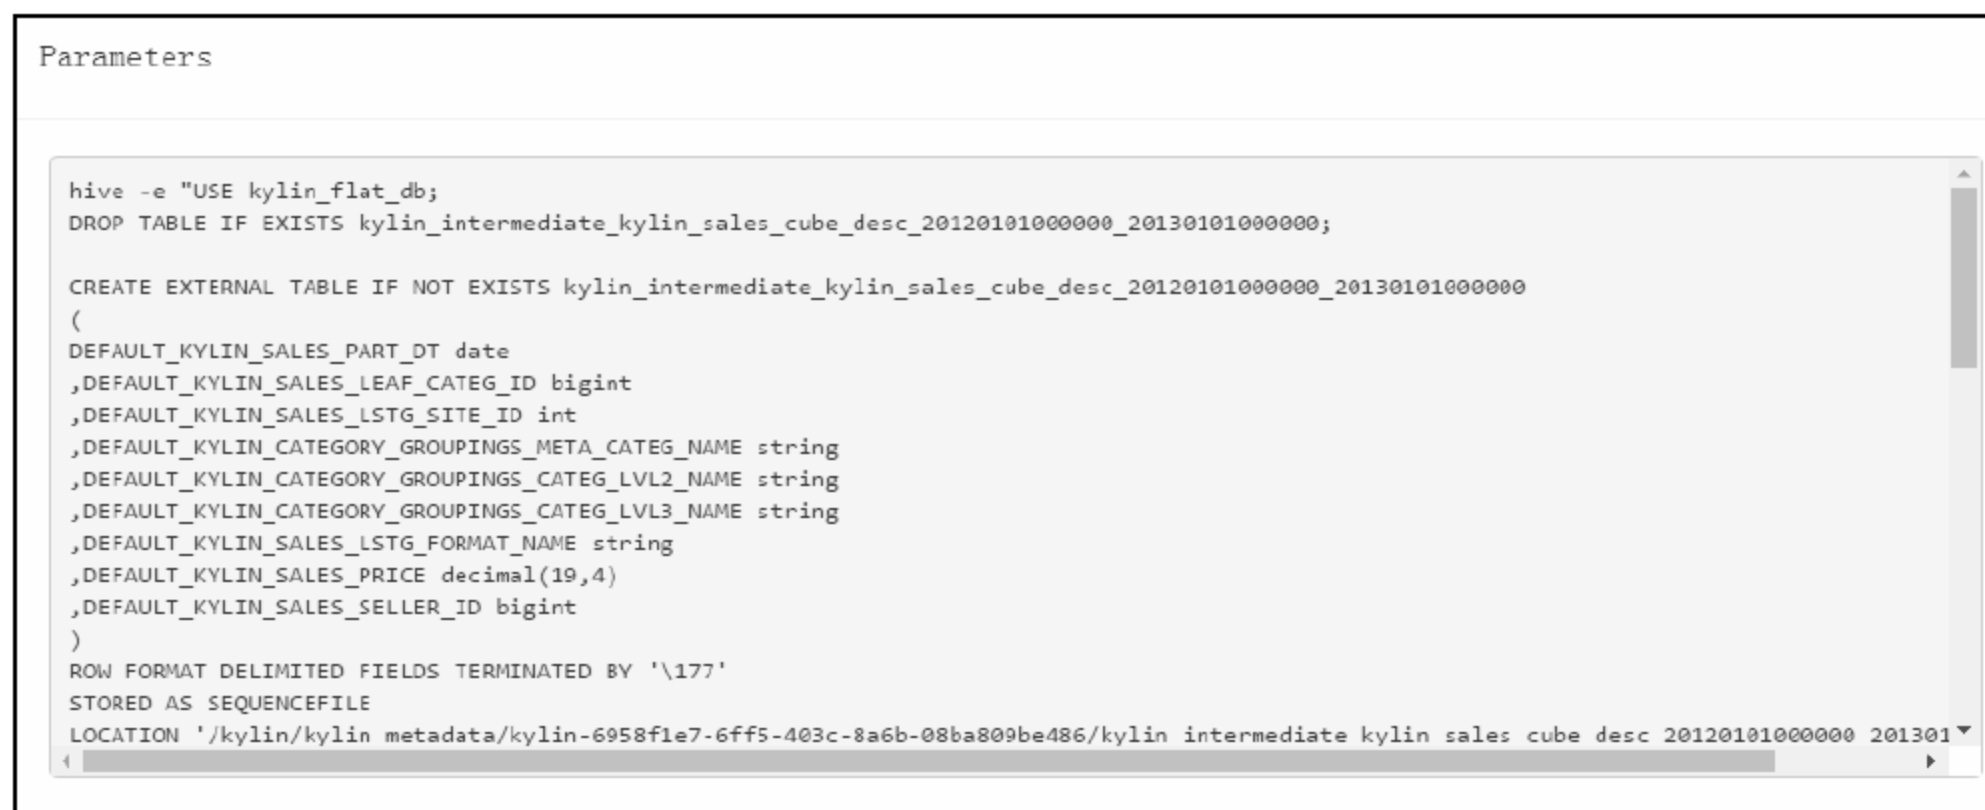 Parameters
hive -e "USE kylin_flat_db;
DROP TABLE IF EXISTS kylin_intermediate_kylin_sales_cube_desc_20120101000000_20130101000000;
CREATE EXTERNAL TABLE IF NOT EXISTS kylin_intermediate_kylin_sales_cube_desc_20120101000000_20130101000000
(
DEFAULT_KYLIN_SALES_PART_DT date
,DEFAULT_KYLIN_SALES_LEAF_CATEG_ID bigint
,DEFAULT_KYLIN_SALES_LSTG_SITE_ID int
,DEFAULT_KYLIN_CATEGORY_GROUPINGS_META_CATEG_NAME string
,DEFAULT_KYLIN_CATEGORY_GROUPINGS_CATEG_LVL2_NAME string
,DEFAULT_KYLIN_CATEGORY_GROUPINGS_CATEG_LVL3_NAME string
,DEFAULT_KYLIN_SALES_LSTG_FORMAT_NAME string
,DEFAULT_KYLIN_SALES_PRICE decimal(19,4)
,DEFAULT_KYLIN_SALES_SELLER_ID bigint
)
ROW FORMAT DELIMITED FIELDS TERMINATED BY '\177'
STORED AS SEQUENCEFILE
LOCATION '/kylin/kylin_metadata/kylin-6958f1e7-6ff5-403c-8a6b-08ba809be486/kylin_intermediate_kylin_sales_cube_desc_20120101000000_201301